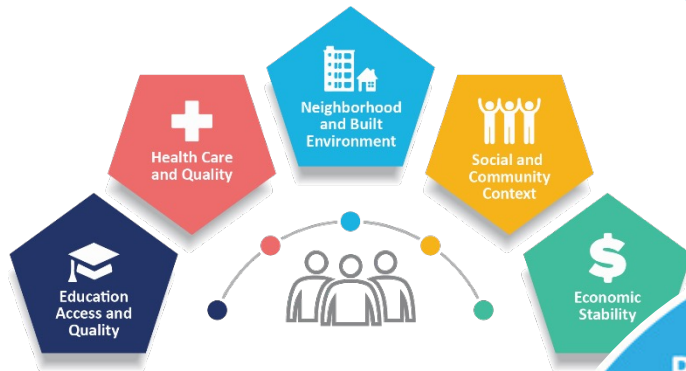 Neighborhood
and Built
Environment
Health Care
and Quality
Social and
Community
Context
Education
Access and
Quality
$
Economic
Stability